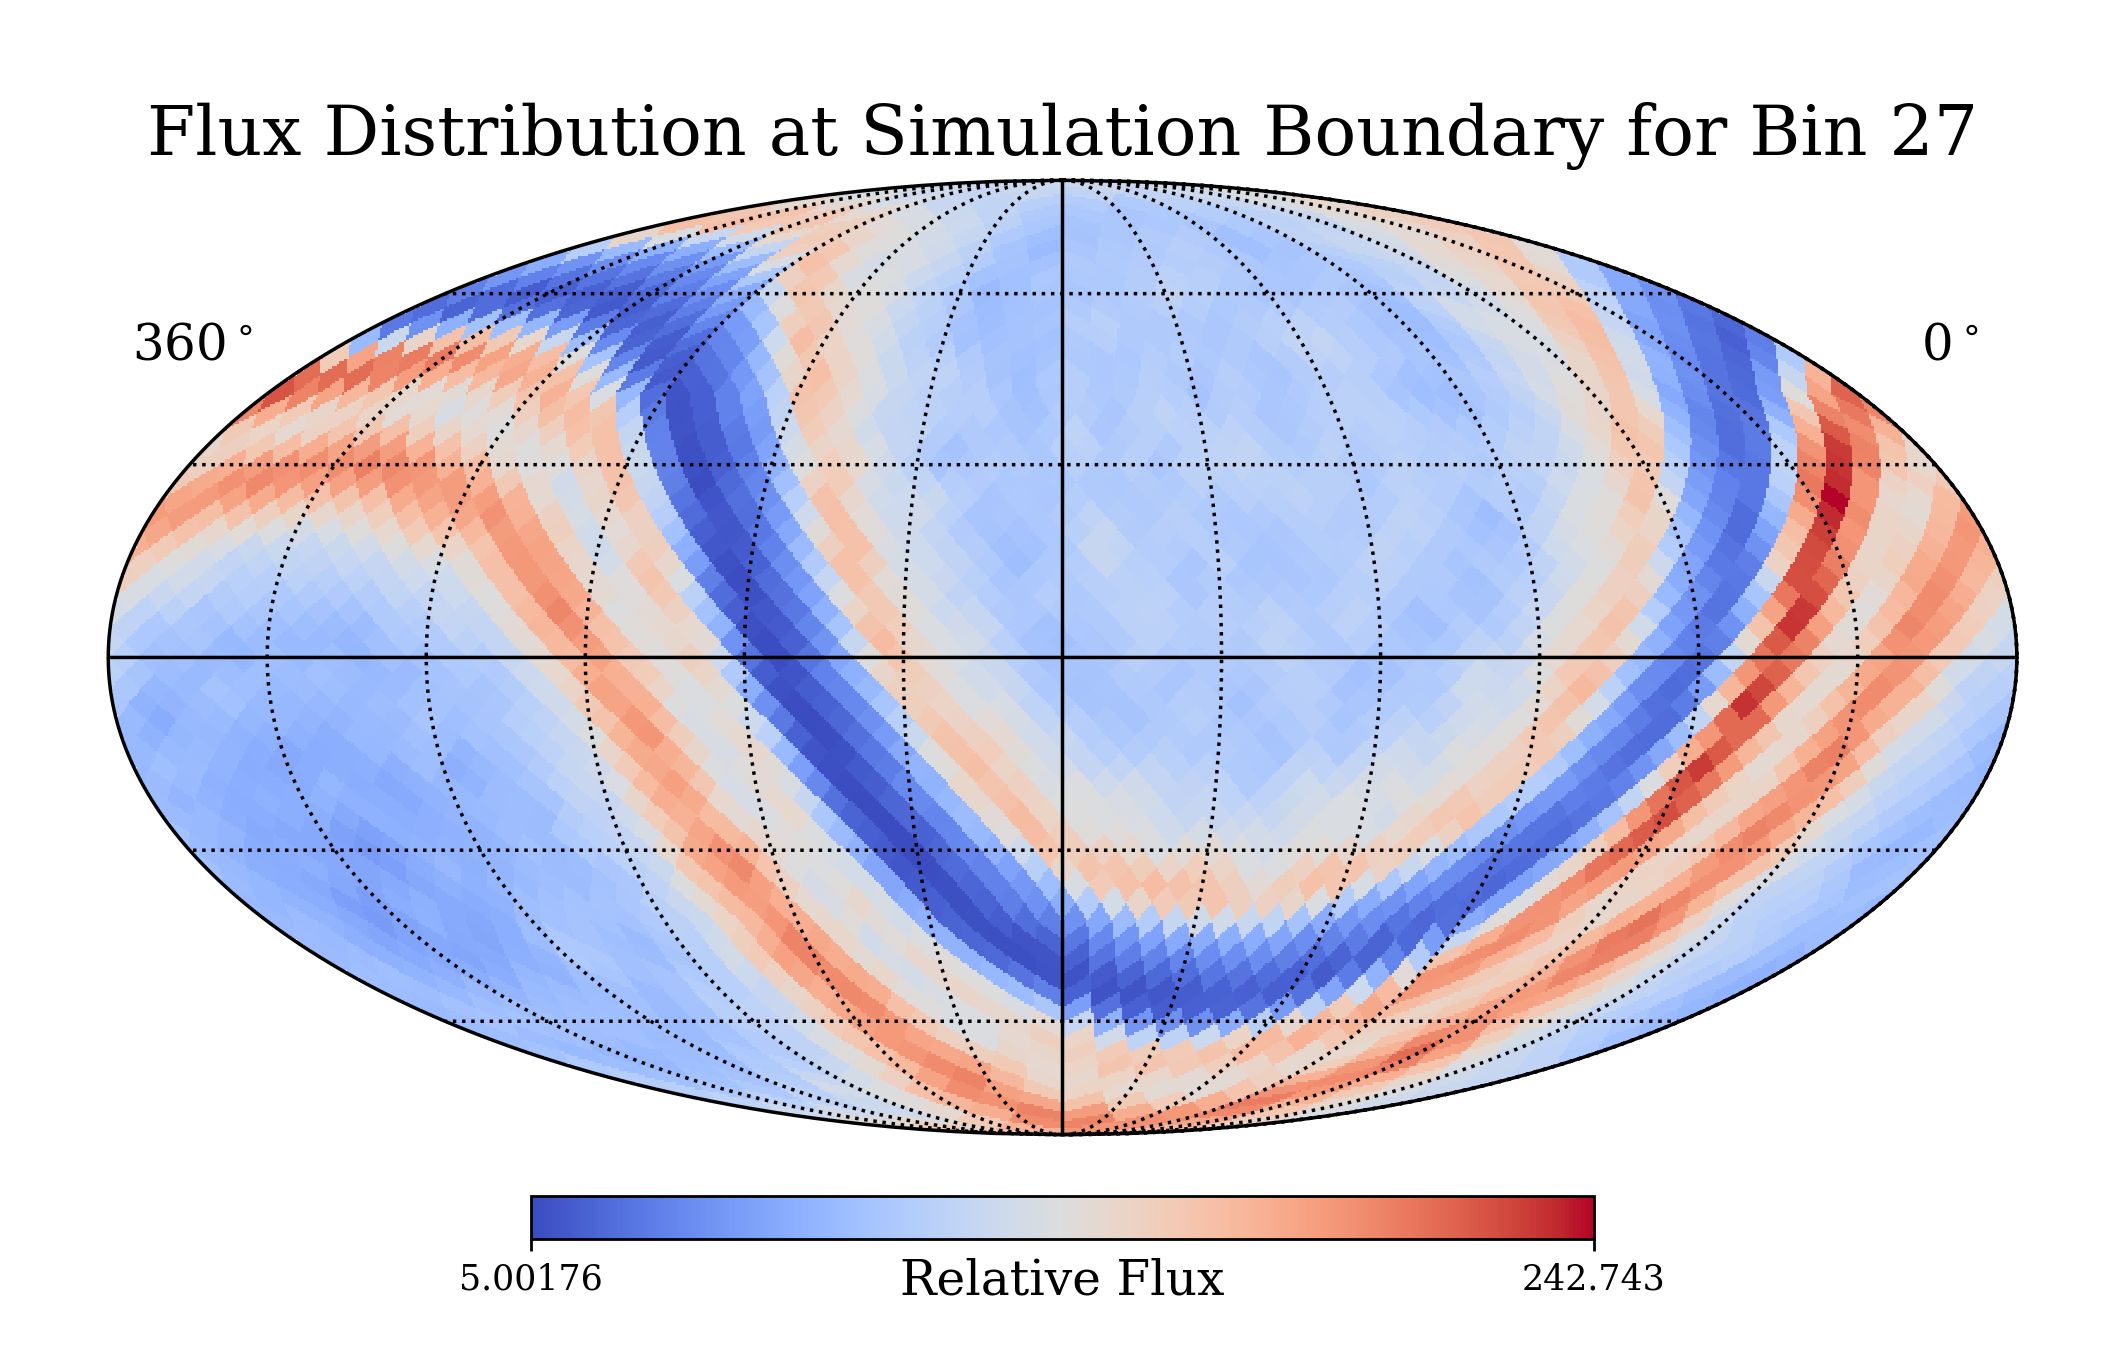 Flux Distribution at Simulation Boundary for Bin 27
360° 0°
5.00176 Relative Flux 242.743